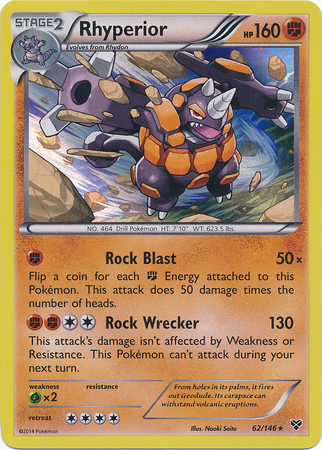 STAGE2
Rhyperior
HP160
Evolves from Rhydon
NO. 464 Drill Pokémon HT: 7'10" WT: 623.5 lbs.
Rock Blast 50×
Flip a coin for each Energy attached to this
Pokémon. This attack does 50 damage times the
number of heads.
Rock Wrecker 130
This attack's damage isn't affected by Weakness or
Resistance. This Pokémon can't attack during your
next turn.
weakness resistance
×2
retreat
From holes in its palms, it fires
out Geodude. Its carapace can
withstand volcanic eruptions.
©2014 Pokémon
Illus. Naoki Saito
62/146★